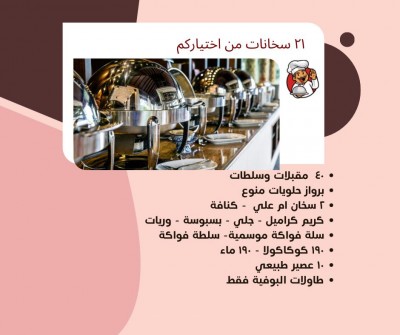 ٢١ سخانات من اختياركم
٤٠ مقبلات وسلطات
برواز حلويات منوع
٢ سخان ام علي - كنافة
كريم كراميل - جلي - بسبوسة - وربات
سلة فواكة موسمية- سلطة فواكة
١٩٠ كوكاكولا - ١٩٠ ماء
١٠ عصير طبيعي
طاولات البوفية فقط